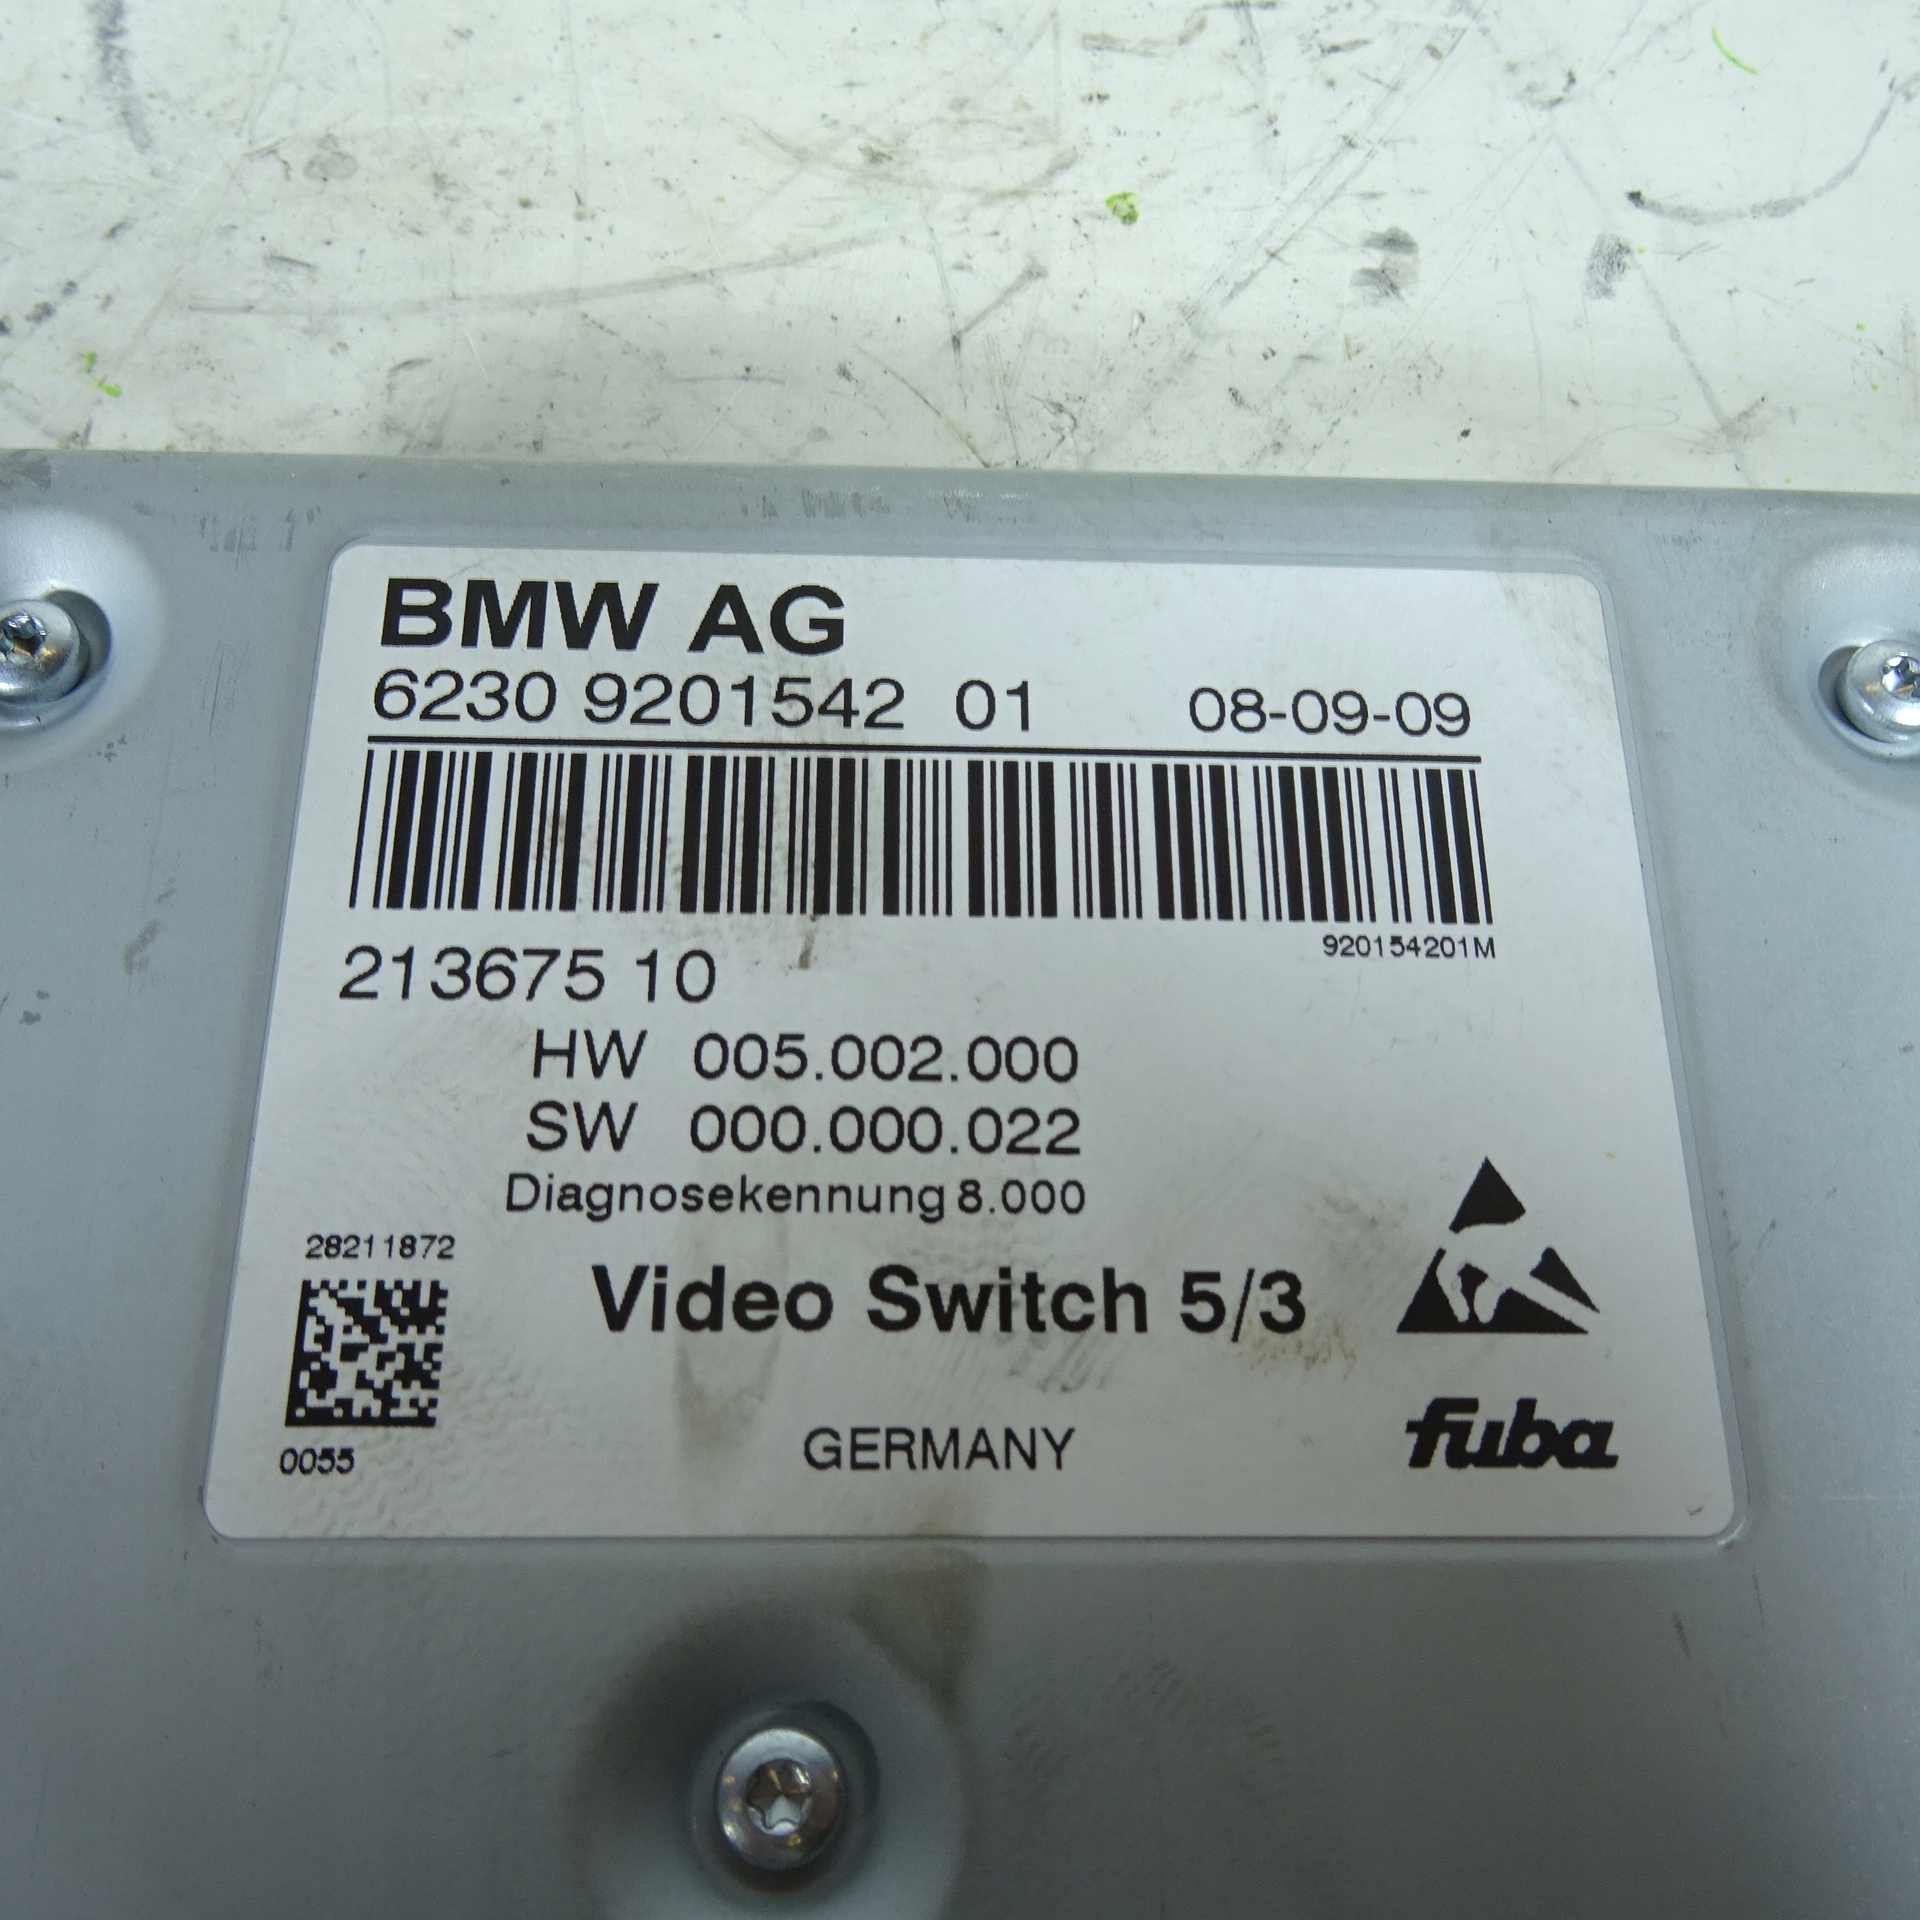 BMW AG
6230 9201542 01 08-09-09
920154201M
213675 10
HW 005.002.000
SW 000.000.022
Diagnosekennung 8.000
28211872
Video Switch 5/3
0055
GERMANY
fuba